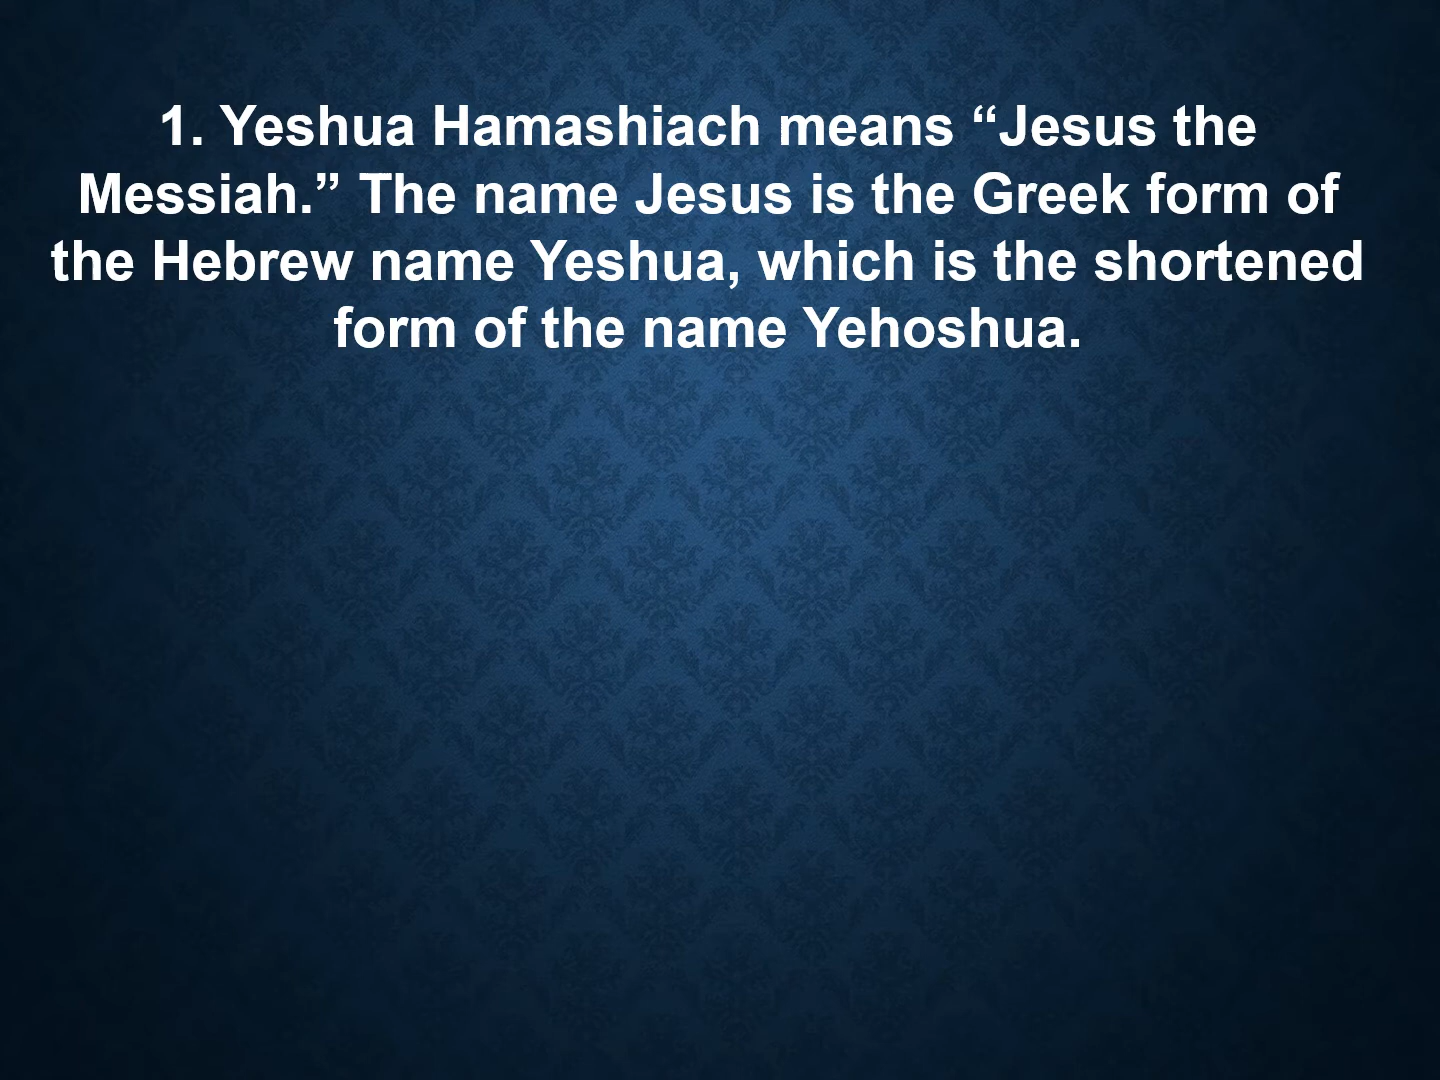 1. Yeshua Hamashiach means “Jesus the
Messiah.” The name Jesus is the Greek form of
the Hebrew name Yeshua, which is the shortened
form of the name Yehoshua.